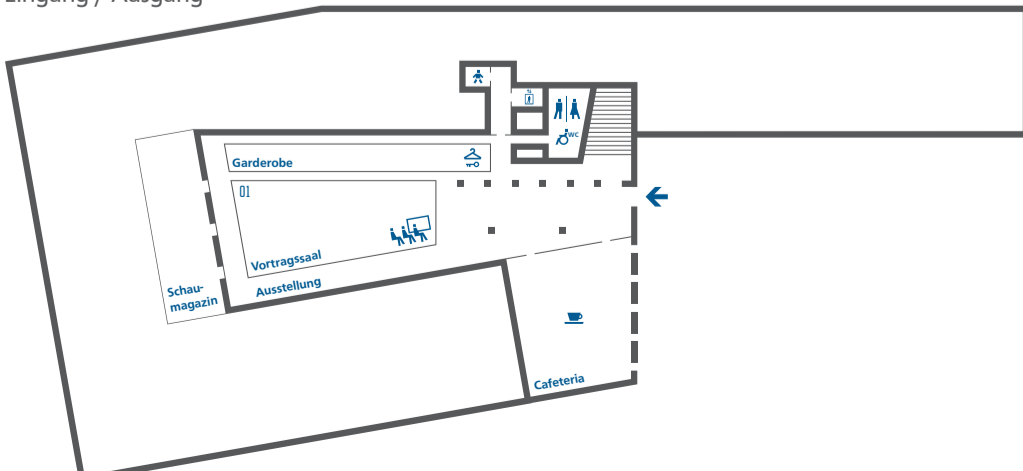 Eingang / Ausgang
WC
Garderobe
01
Vortragssaal
Schau-
magazin
Ausstellung
Cafeteria